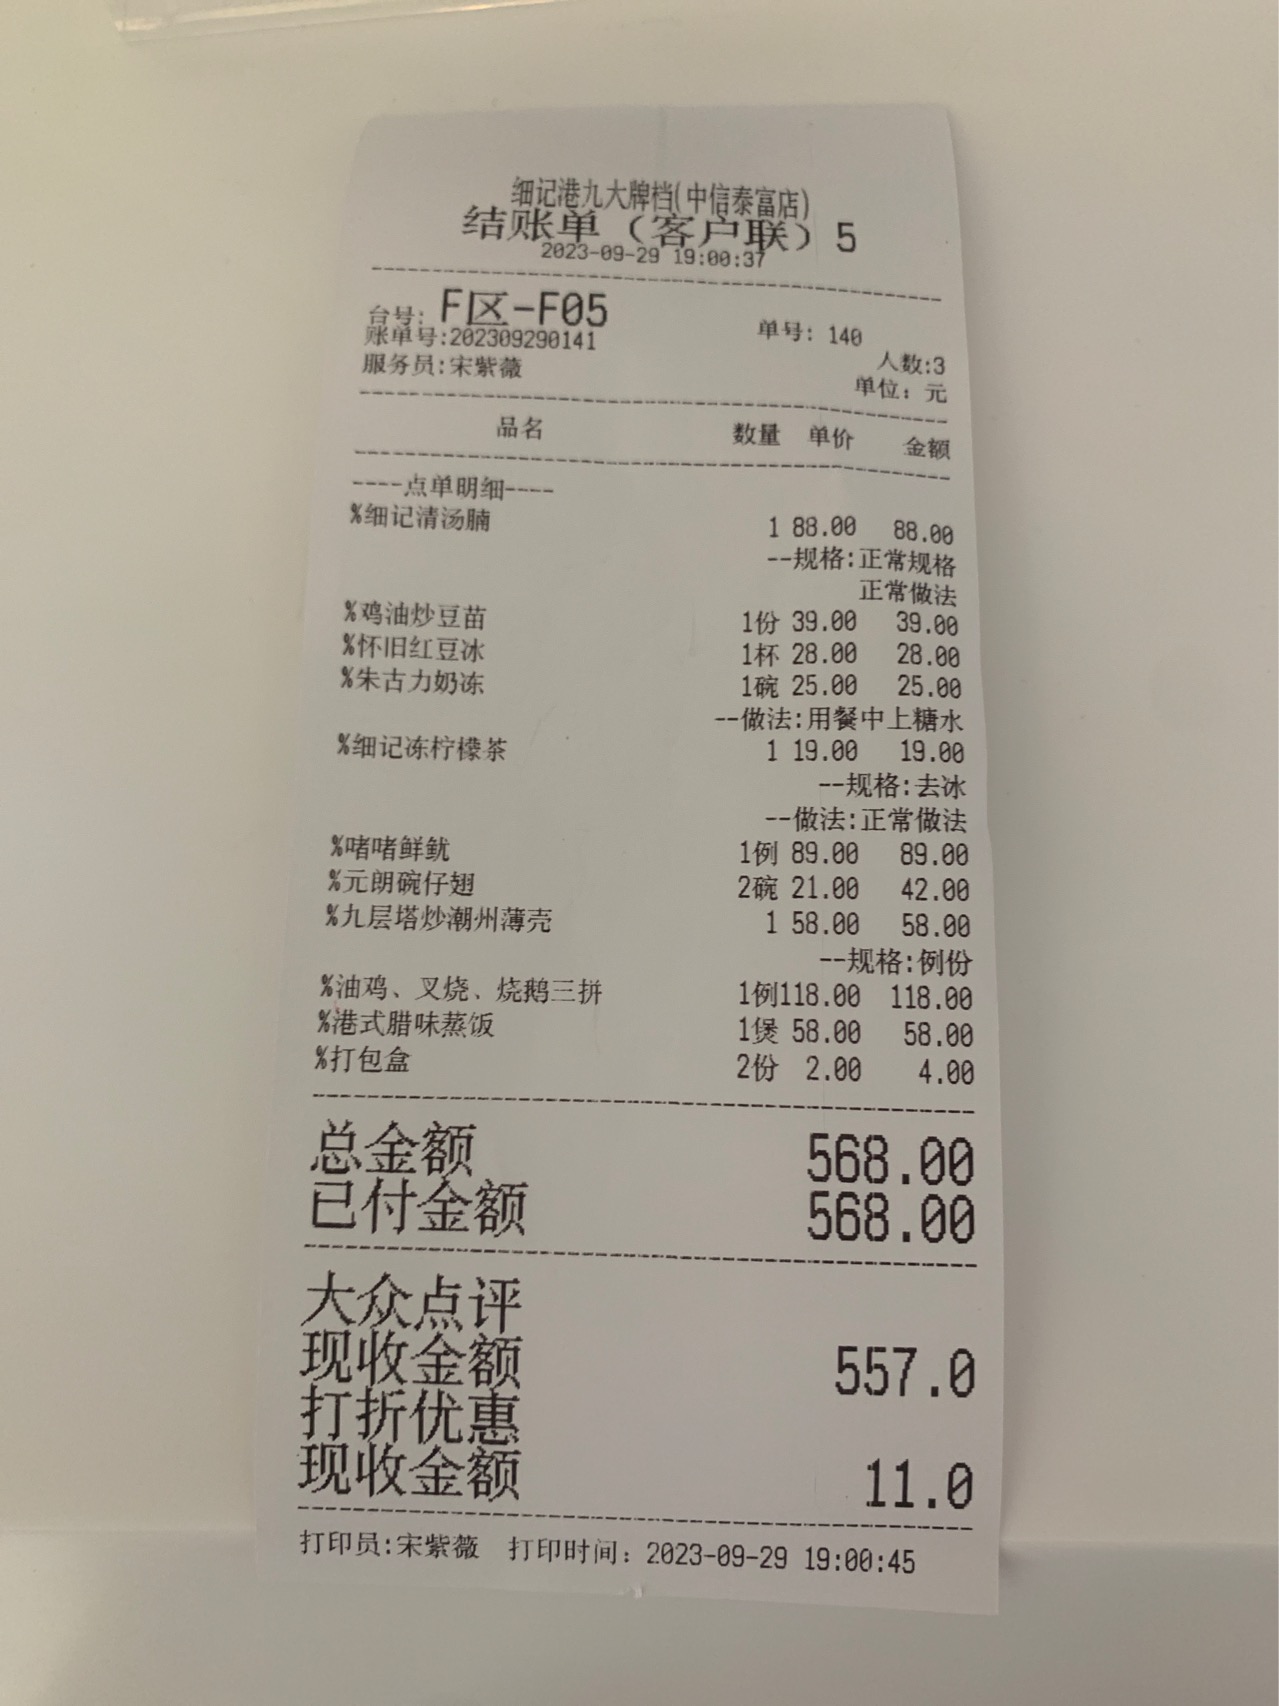 细记港九大牌档(中信泰富店)
结账单（客户联）5
2023-09-29 19:00:37
台号: F区-F05 单号: 140
账单号:202309290141 人数:3
服务员:宋紫薇 单位: 元
品名 数量 单价 金额
----点单明细----
%细记清汤腩 1 88.00 88.00
--规格:正常规格
正常做法
%鸡油炒豆苗 1份 39.00 39.00
%怀旧红豆冰 1杯 28.00 28.00
%朱古力奶冻 1碗 25.00 25.00
--做法:用餐中上糖水
%细记冻柠檬茶 1 19.00 19.00
--规格:去冰
--做法:正常做法
%啫啫鲜鱿 1例 89.00 89.00
%元朗碗仔翅 2碗 21.00 42.00
%九层塔炒潮州薄壳 1 58.00 58.00
--规格:例份
%油鸡、叉烧、烧鹅三拼 1例118.00 118.00
%港式腊味蒸饭 1煲 58.00 58.00
%打包盒 2份 2.00 4.00
总金额 568.00
已付金额 568.00
大众点评
现收金额 557.0
打折优惠
现收金额 11.0
打印员:宋紫薇 打印时间: 2023-09-29 19:00:45